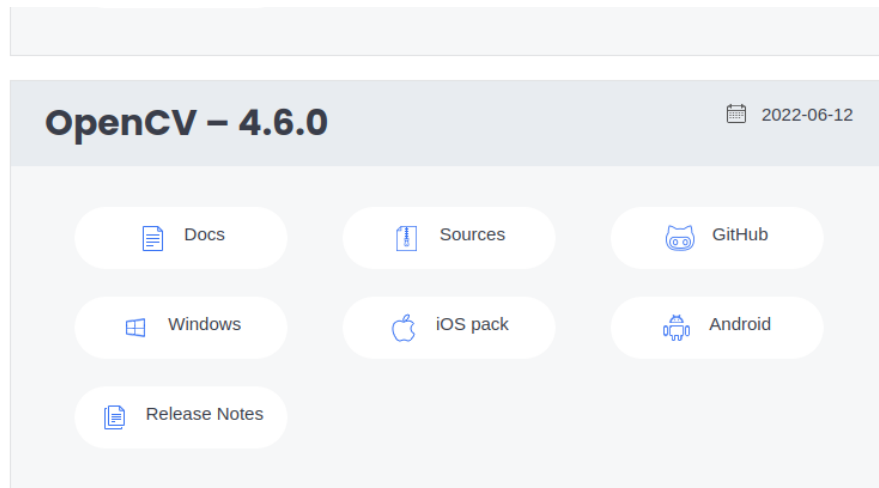 OpenCV – 4.6.0
2022-06-12
Docs
Sources
GitHub
Windows
iOS pack
Android
Release Notes